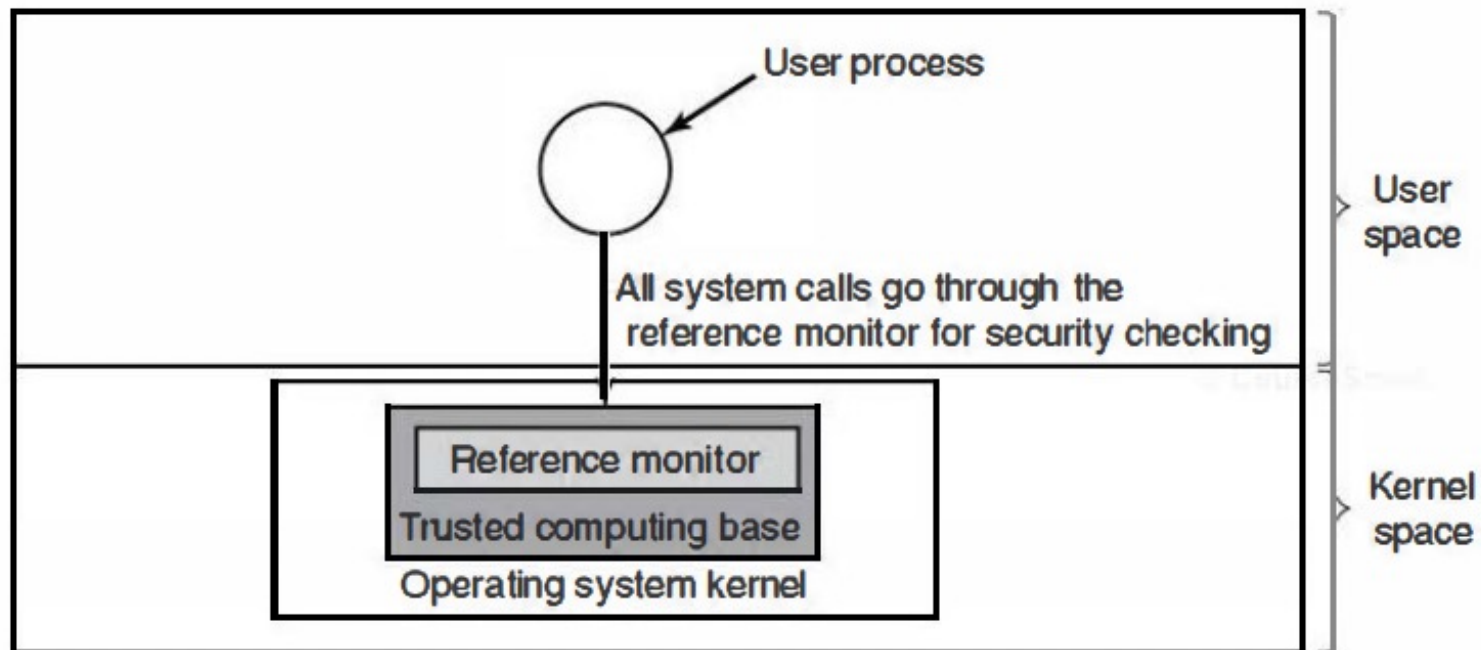 User process
User
space
All system calls go through the
reference monitor for security checking
Reference monitor
Trusted computing base
Operating system kernel
Kernel
space